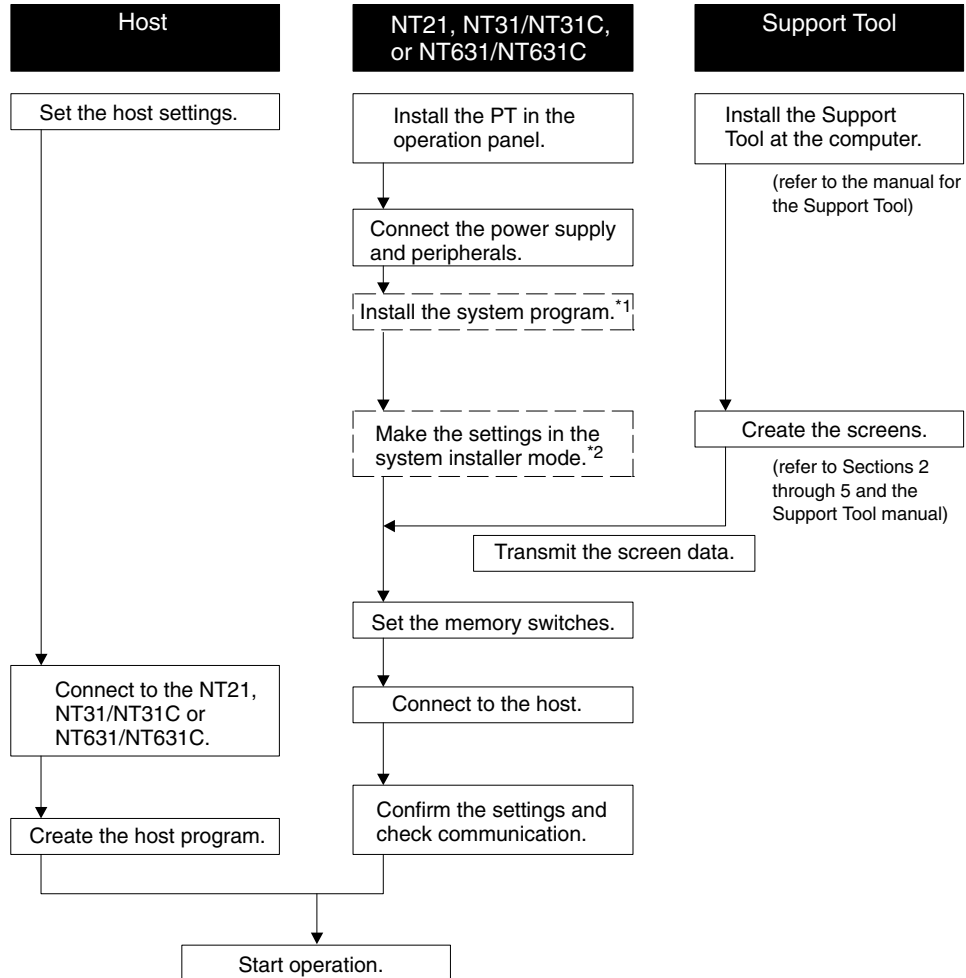 Host
NT21, NT31/NT31C,
or NT631/NT631C
Support Tool
Set the host settings.
Install the PT in the
operation panel.
Install the Support
Tool at the computer.
(refer to the manual for
the Support Tool)
Connect the power supply
and peripherals.
Install the system program.*1
Make the settings in the
system installer mode.*2
Create the screens.
(refer to Sections 2
through 5 and the
Support Tool manual)
Transmit the screen data.
Set the memory switches.
Connect to the NT21,
NT31/NT31C or
NT631/NT631C.
Connect to the host.
Create the host program.
Confirm the settings and
check communication.
Start operation.